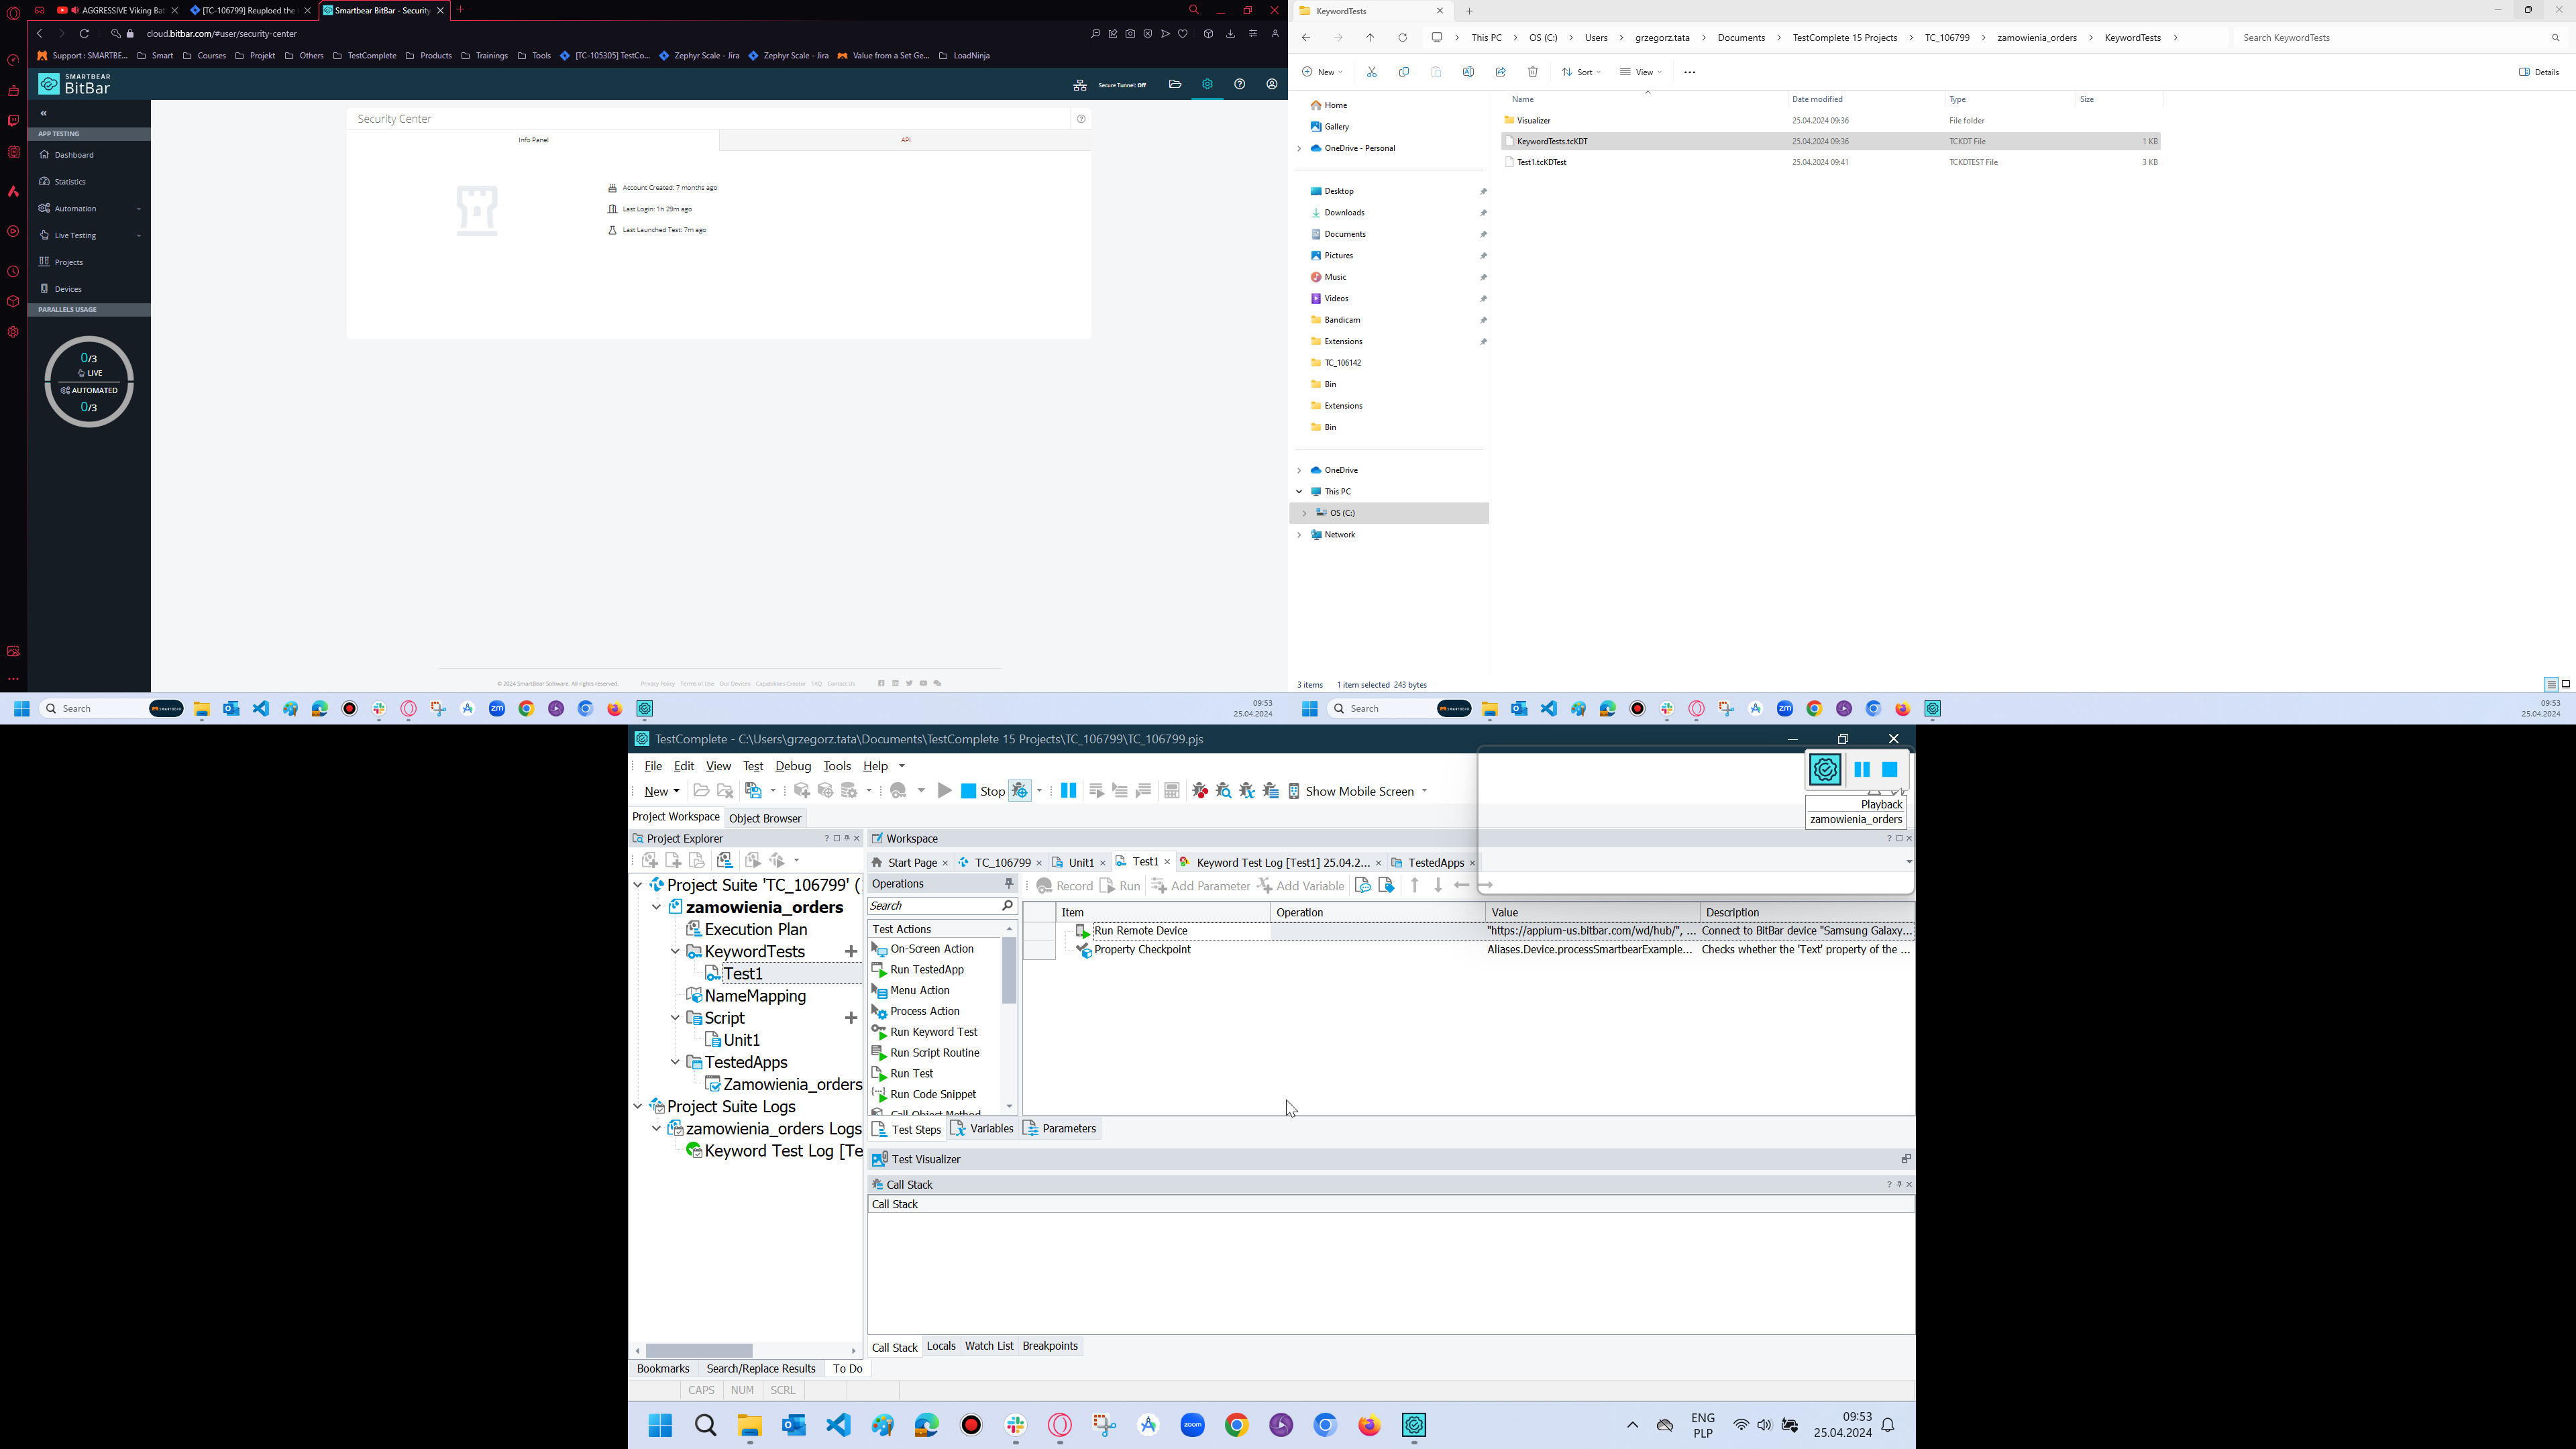 AGGRESSIVE Viking Bat
[TC-106799] Reuploed the
Smartbear BitBar - Security
cloud.bitbar.com/#user/security-center
Support : SMARTBE...
Smart
Courses
Projekt
Others
TestComplete
Products
Trainings
Tools
[TC-105305] TestCo...
Zephyr Scale - Jira
Zephyr Scale - Jira
Value from a Set Ge...
LoadNinja
SMARTBEAR
BitBar
Secure Tunnel: Off
APP TESTING
Dashboard
Statistics
Automation
Live Testing
Projects
Devices
PARALLELS USAGE
0/3
LIVE
AUTOMATED
0/3
Security Center
Info Panel
API
Account Created: 7 months ago
Last Login: 1h 29m ago
Last Launched Test: 7m ago
© 2024 SmartBear Software. All rights reserved.
Privacy Policy
Terms of Use
Our Devices
Capabilities Creator
FAQ
Contact Us
Search
09:53
25.04.2024
KeywordTests
This PC > OS (C:) > Users > grzegorz.tata > Documents > TestComplete 15 Projects > TC_106799 > zamowienia_orders > KeywordTests >
Search KeywordTests
New
Sort
View
Details
Name
Date modified
Type
Size
Visualizer
25.04.2024 09:36
File folder
KeywordTests.tcKDT
25.04.2024 09:36
TCKDT File
1 KB
Test1.tcKDTest
25.04.2024 09:41
TCKDTEST File
3 KB
Home
Gallery
OneDrive - Personal
Desktop
Downloads
Documents
Pictures
Music
Videos
Bandicam
Extensions
TC_106142
Bin
Extensions
Bin
OneDrive
This PC
OS (C:)
Network
3 items
1 item selected 243 bytes
Search
09:53
25.04.2024
TestComplete - C:\Users\grzegorz.tata\Documents\TestComplete 15 Projects\TC_106799\TC_106799.pjs
File Edit View Test Debug Tools Help
New
Stop
Show Mobile Screen
Playback
zamowienia_orders
Project Workspace
Object Browser
Project Explorer
Project Suite 'TC_106799' (
zamowienia_orders
Execution Plan
KeywordTests
Test1
NameMapping
Script
Unit1
TestedApps
Zamowienia_orders
Project Suite Logs
zamowienia_orders Logs
Keyword Test Log [Te
Workspace
Start Page
TC_106799
Unit1
Test1
Keyword Test Log [Test1] 25.04.2...
TestedApps
Operations
Search
Test Actions
On-Screen Action
Run TestedApp
Menu Action
Process Action
Run Keyword Test
Run Script Routine
Run Test
Run Code Snippet
Call Object Method
Record
Run
Add Parameter
Add Variable
Item
Operation
Value
Description
Run Remote Device
"https://appium-us.bitbar.com/wd/hub/", ...
Connect to BitBar device "Samsung Galaxy...
Property Checkpoint
Aliases.Device.processSmartbearExample...
Checks whether the 'Text' property of the ...
Test Steps
Variables
Parameters
Test Visualizer
Call Stack
Call Stack
Call Stack
Locals
Watch List
Breakpoints
Bookmarks
Search/Replace Results
To Do
CAPS
NUM
SCRL
zoom
ENG
PLP
09:53
25.04.2024